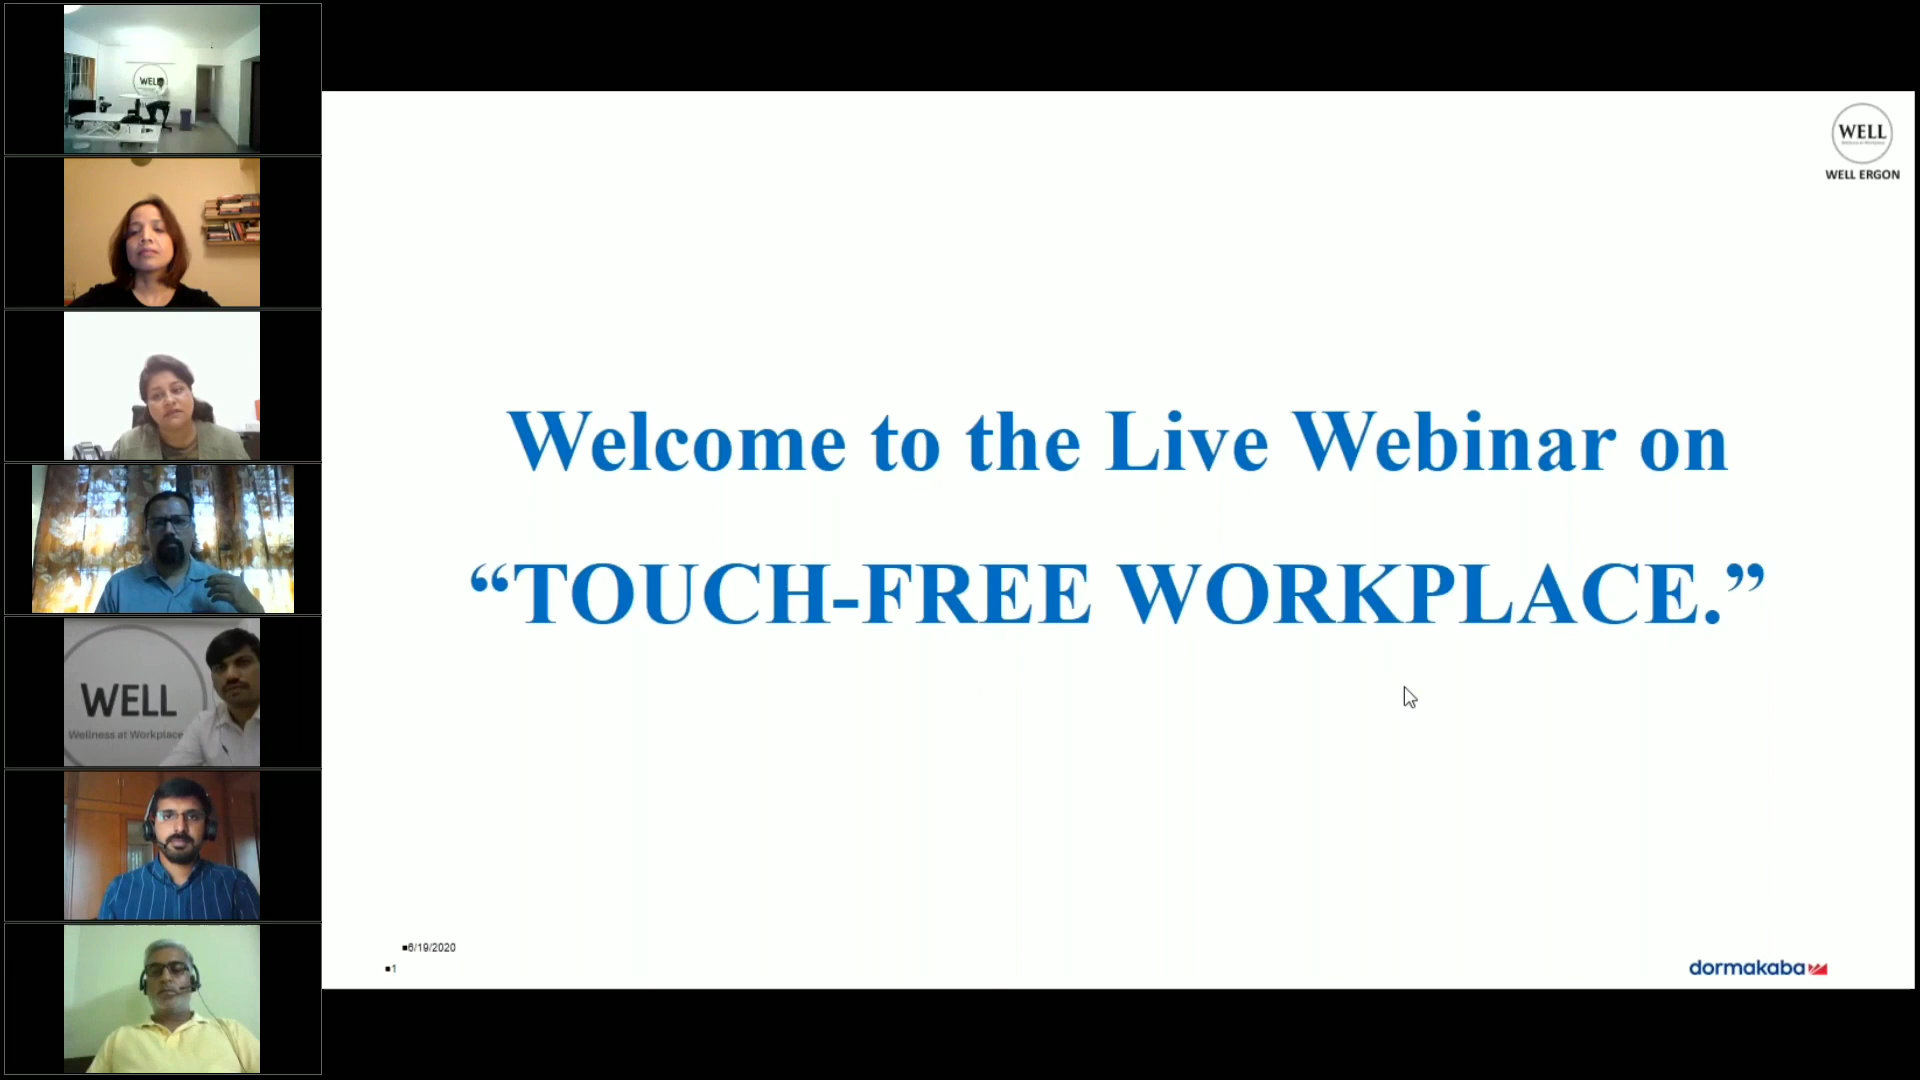 WELL
WELL
WELL ERGON
Welcome to the Live Webinar on
“TOUCH-FREE WORKPLACE.”
WELL
Wellness at Workplace
▪6/19/2020
▪1
dormakaba